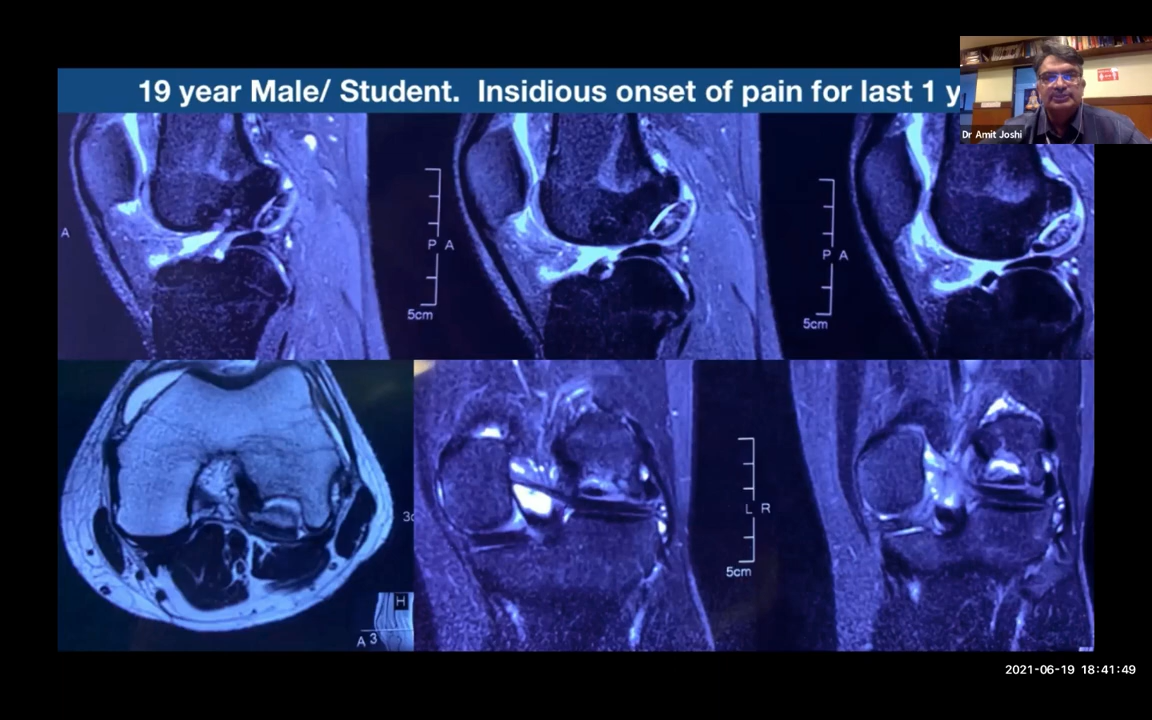 19 year Male/ Student. Insidious onset of pain for last 1 y
Dr Amit Joshi
A
P A
5cm
P A
5cm
L R
5cm
H
A 3
2021-06-19 18:41:49